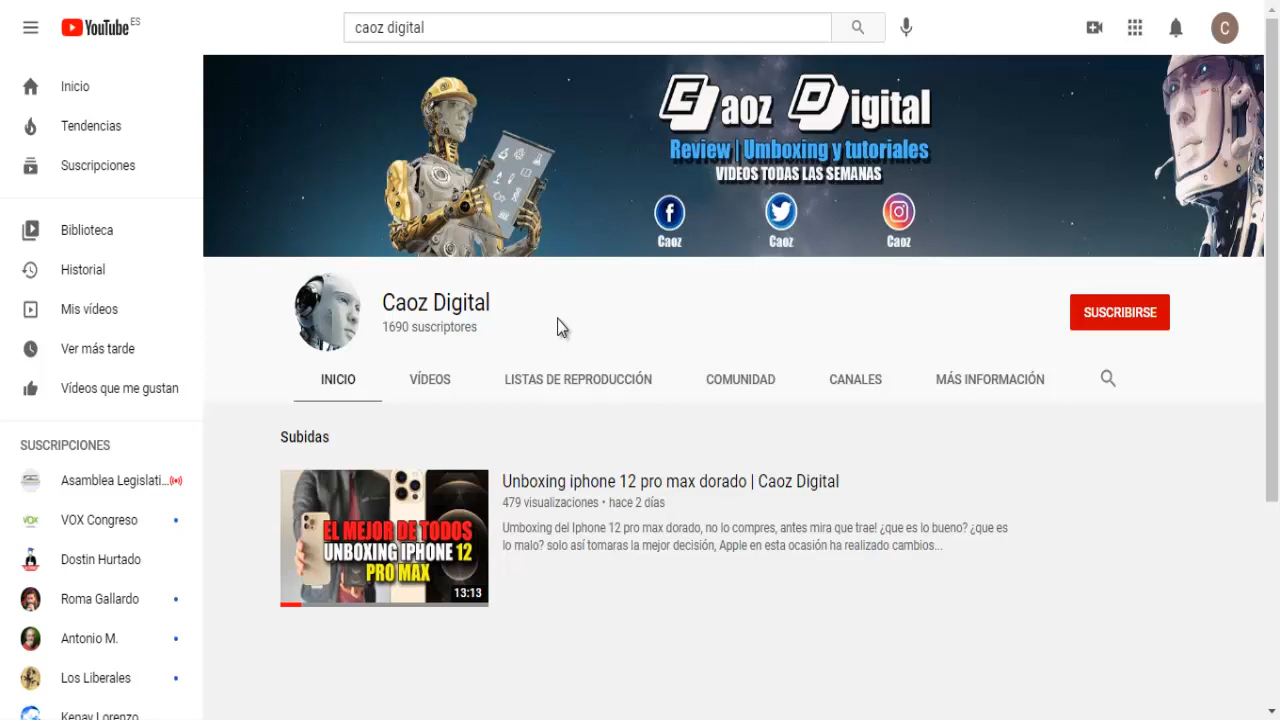 YouTube ES
caoz digital
C
Inicio
Tendencias
Suscripciones
Biblioteca
Historial
Mis vídeos
Ver más tarde
Vídeos que me gustan
SUSCRIPCIONES
Asamblea Legislati...
VOX VOX Congreso
Dostin Hurtado
Roma Gallardo
Antonio M.
Los Liberales
Kenay Lorenzo
Caoz Digital
Review | Umboxing y tutoriales
VIDEOS TODAS LAS SEMANAS
Caoz Caoz Caoz
Caoz Digital
1690 suscriptores
SUSCRIBIRSE
INICIO VÍDEOS LISTAS DE REPRODUCCIÓN COMUNIDAD CANALES MÁS INFORMACIÓN
Subidas
EL MEJOR DE TODOS
UNBOXING IPHONE 12
PRO MAX
13:13
Unboxing iphone 12 pro max dorado | Caoz Digital
479 visualizaciones • hace 2 días
Umboxing del Iphone 12 pro max dorado, no lo compres, antes mira que trae! ¿que es lo bueno? ¿que es
lo malo? solo así tomaras la mejor decisión, Apple en esta ocasión ha realizado cambios...